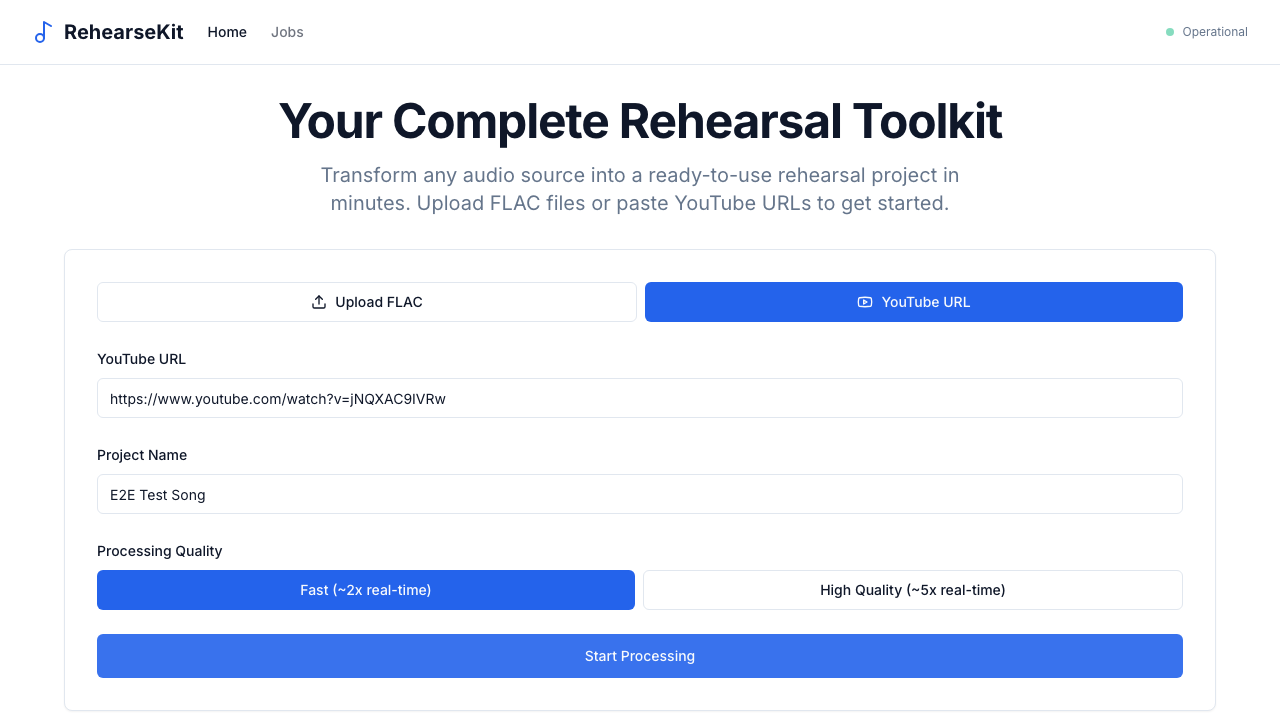 RehearseKit
Home
Jobs
Operational
Your Complete Rehearsal Toolkit
Transform any audio source into a ready-to-use rehearsal project in
minutes. Upload FLAC files or paste YouTube URLs to get started.
Upload FLAC
YouTube URL
YouTube URL
https://www.youtube.com/watch?v=jNQXAC9IVRw
Project Name
E2E Test Song
Processing Quality
Fast (~2x real-time)
High Quality (~5x real-time)
Start Processing